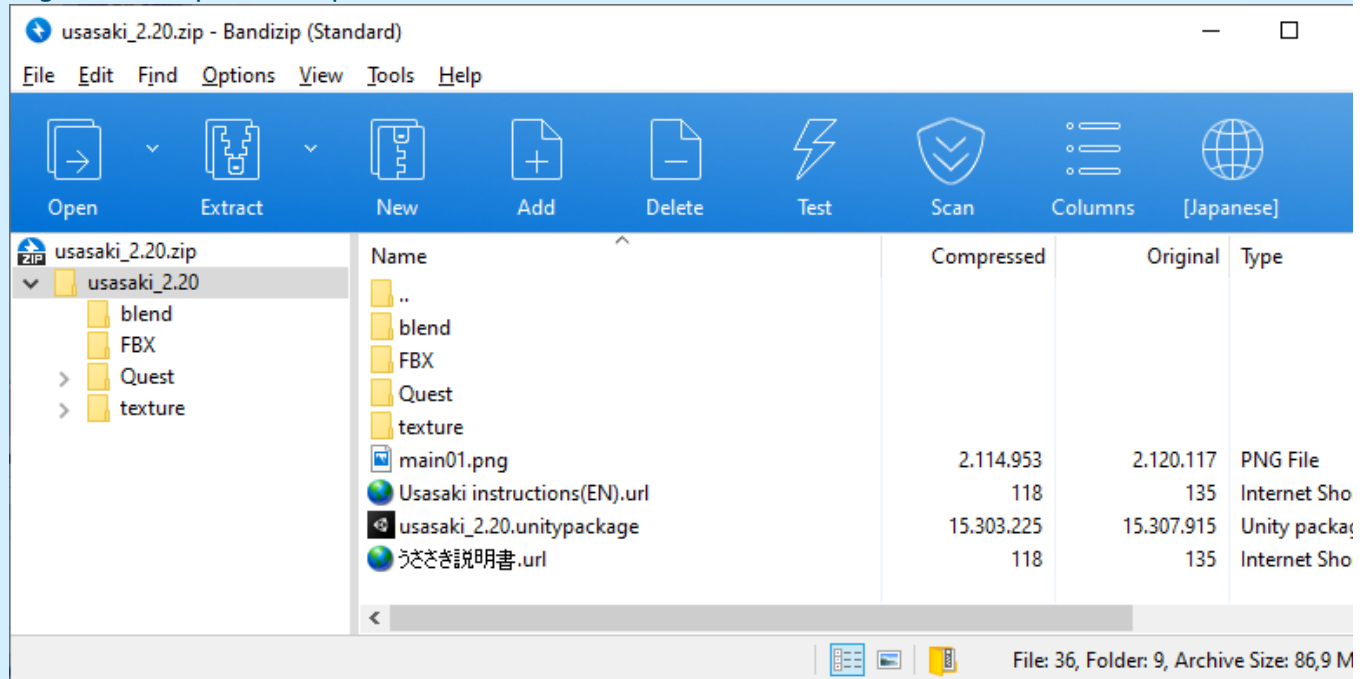 usasaki_2.20.zip - Bandizip (Standard)
File Edit Find Options View Tools Help
Open Extract New Add Delete Test Scan Columns [Japanese]
usasaki_2.20.zip
usasaki_2.20
blend
FBX
Quest
texture
Name Compressed Original Type
..
blend
FBX
Quest
texture
main01.png 2.114.953 2.120.117 PNG File
Usasaki instructions(EN).url 118 135 Internet Sho
usasaki_2.20.unitypackage 15.303.225 15.307.915 Unity packag
うささき説明書.url 118 135 Internet Sho
File: 36, Folder: 9, Archive Size: 86,9 M